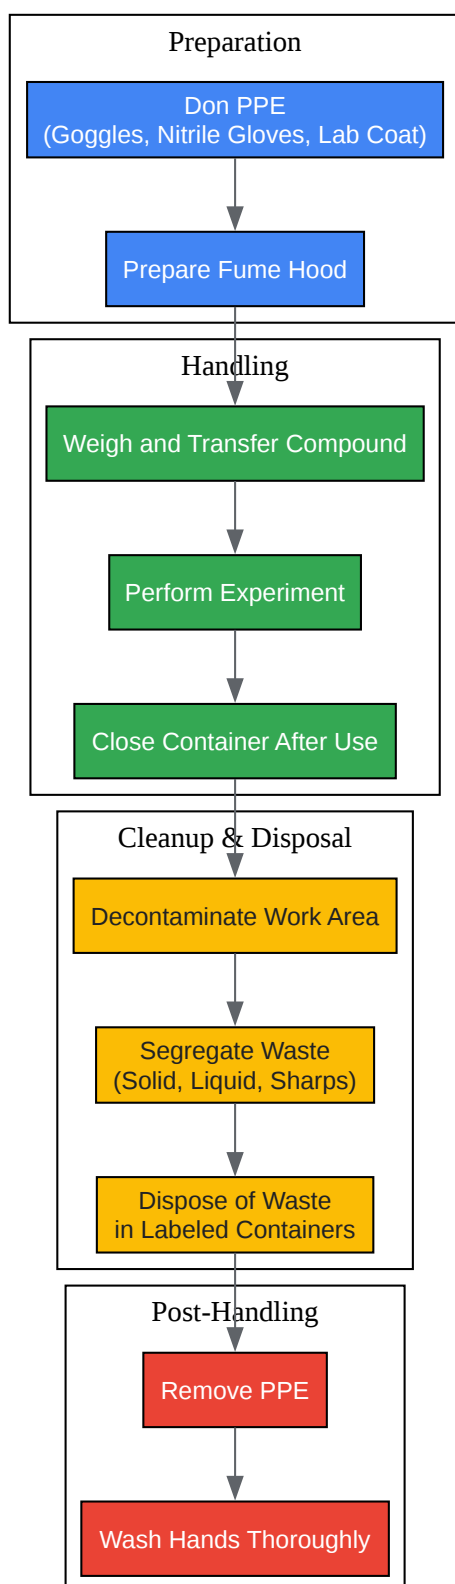 Preparation
Don PPE
(Goggles, Nitrile Gloves, Lab Coat)
Prepare Fume Hood
Handling
Weigh and Transfer Compound
Perform Experiment
Close Container After Use
Cleanup & Disposal
Decontaminate Work Area
Segregate Waste
(Solid, Liquid, Sharps)
Dispose of Waste
in Labeled Containers
Post-Handling
Remove PPE
Wash Hands Thoroughly